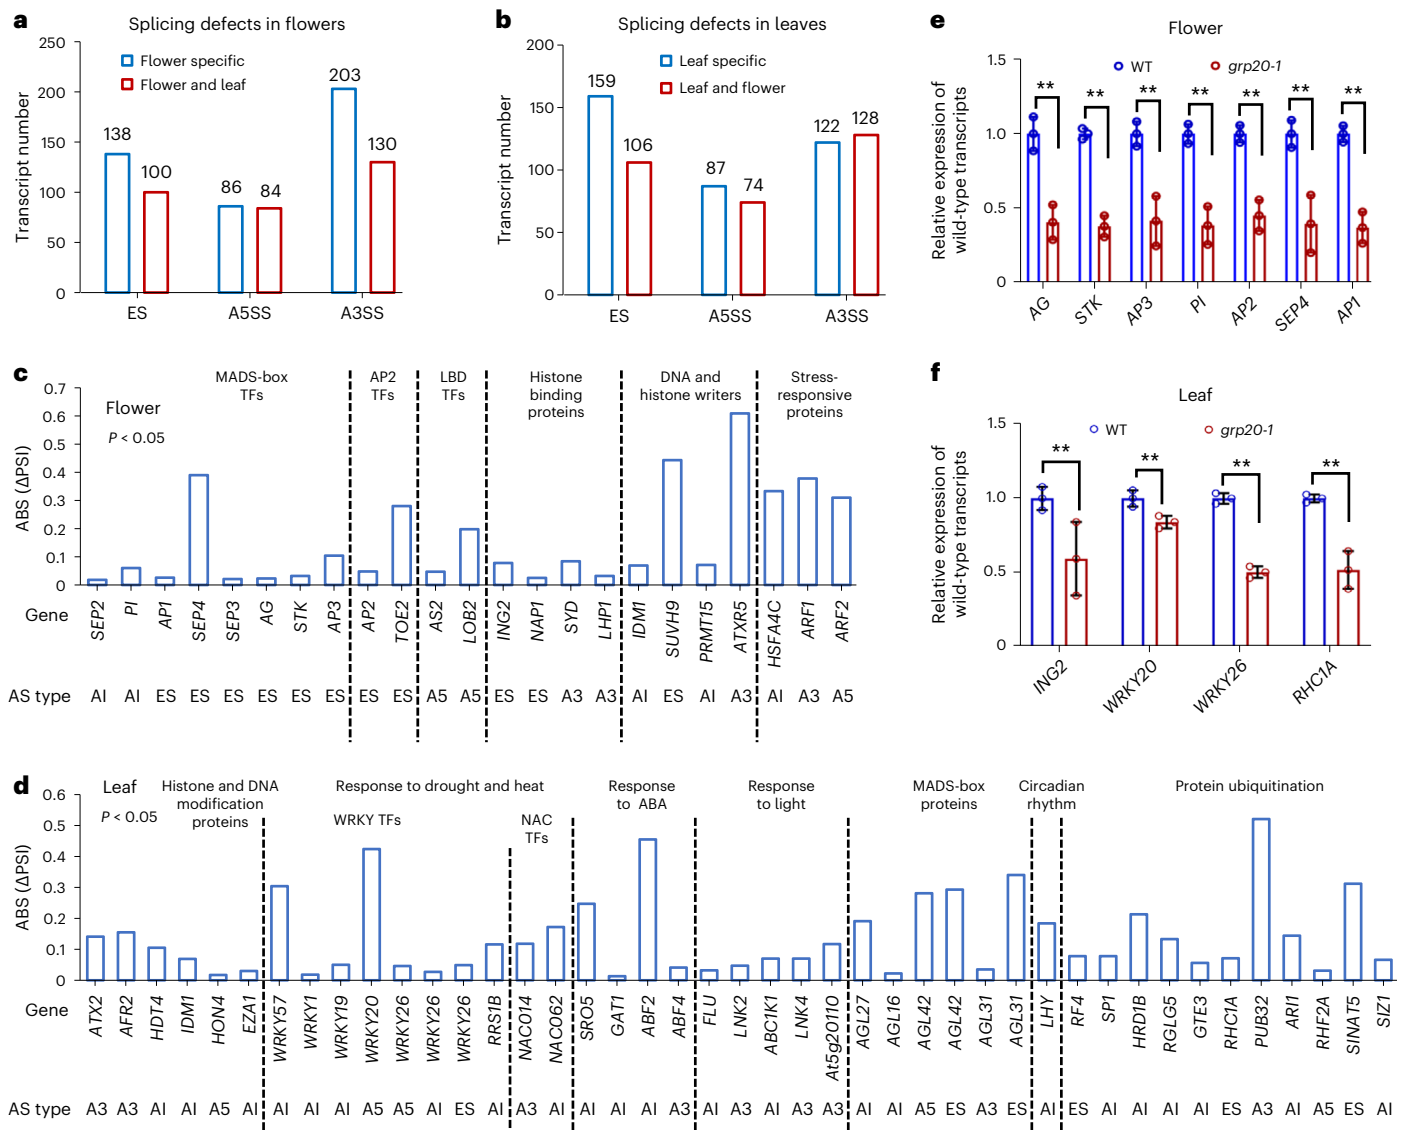 a
Splicing defects in flowers
250
200
150
100
50
0
Transcript number
Flower specific
Flower and leaf
138
100
86
84
203
130
ES
A5SS
A3SS
b
Splicing defects in leaves
200
150
100
50
0
Transcript number
Leaf specific
Leaf and flower
159
106
87
74
122
128
ES
A5SS
A3SS
e
Flower
WT
grp20-1
1.5
1.0
0.5
0
Relative expression of
wild-type transcripts
** ** ** ** ** ** **
AG STK AP3 PI AP2 SEP4 AP1
c
Flower
P < 0.05
MADS-box
TFs
AP2
TFs
LBD
TFs
Histone
binding
proteins
DNA and
histone writers
Stress-
responsive
proteins
0.7
0.6
0.5
0.4
0.3
0.2
0.1
0
ABS (ΔPSI)
Gene SEP2 PI AP1 SEP4 SEP3 AG STK AP3 AP2 TOE2 AS2 LOB2 ING2 NAP1 SYD LHP1 IDM1 SUVH9 PRMT15 ATXR5 HSFA4C ARF1 ARF2
AS type AI AI ES ES ES ES ES ES ES ES A5 A5 ES ES A3 A3 AI ES AI A3 AI A3 A5
f
Leaf
WT
grp20-1
1.5
1.0
0.5
0
Relative expression of
wild-type transcripts
** ** ** **
ING2 WRKY20 WRKY26 RHC1A
d
Leaf
P < 0.05
Histone and DNA
modification
proteins
Response to drought and heat
WRKY TFs
NAC
TFs
Response
to ABA
Response
to light
MADS-box
proteins
Circadian
rhythm
Protein ubiquitination
0.6
0.5
0.4
0.3
0.2
0.1
0
ABS (ΔPSI)
Gene ATX2 AFR2 HDT4 IDM1 HON4 EZA1 WRKY57 WRKY1 WRKY19 WRKY20 WRKY26 WRKY26 WRKY26 RRS1B NAC014 NAC062 SRO5 GAT1 ABF2 ABF4 FLU LNK2 ABC1K1 LNK4 At5g20110 AGL27 AGL16 AGL42 AGL42 AGL31 AGL31 LHY RF4 SP1 HRD1B RGLG5 GTE3 RHC1A PUB32 ARI1 RHF2A SINAT5 SIZ1
AS type A3 A3 AI AI A5 AI AI AI AI A5 A5 AI ES AI A3 AI AI AI AI A3 AI A3 AI A3 A3 AI AI A5 ES A3 ES AI ES AI AI AI AI ES A3 AI A5 ES AI